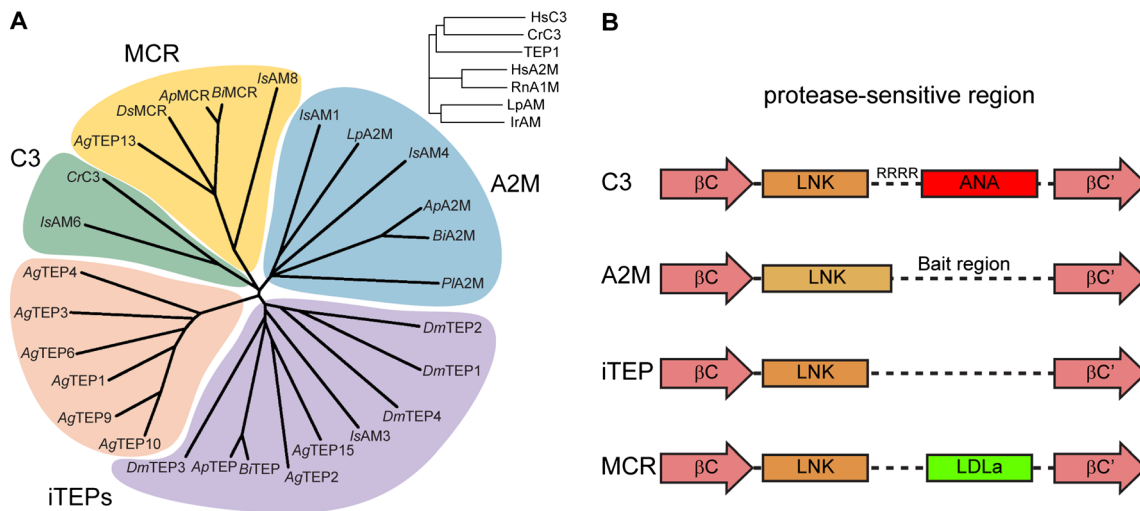 A
MCR
C3
A2M
iTEPs
IsAM8
BiMCR
ApMCR
DsMCR
AgTEP13
CrC3
IsAM6
AgTEP4
AgTEP3
AgTEP6
AgTEP1
AgTEP9
AgTEP10
DmTEP3
ApTEP
BiTEP
AgTEP2
AgTEP15
IsAM3
DmTEP4
DmTEP1
DmTEP2
PlA2M
BiA2M
ApA2M
IsAM4
LpA2M
IsAM1
HsC3
CrC3
TEP1
HsA2M
RnA1M
LpAM
IrAM
B
protease-sensitive region
C3 βC LNK RRRR ANA βC'
A2M βC LNK Bait region βC'
iTEP βC LNK βC'
MCR βC LNK LDLa βC'